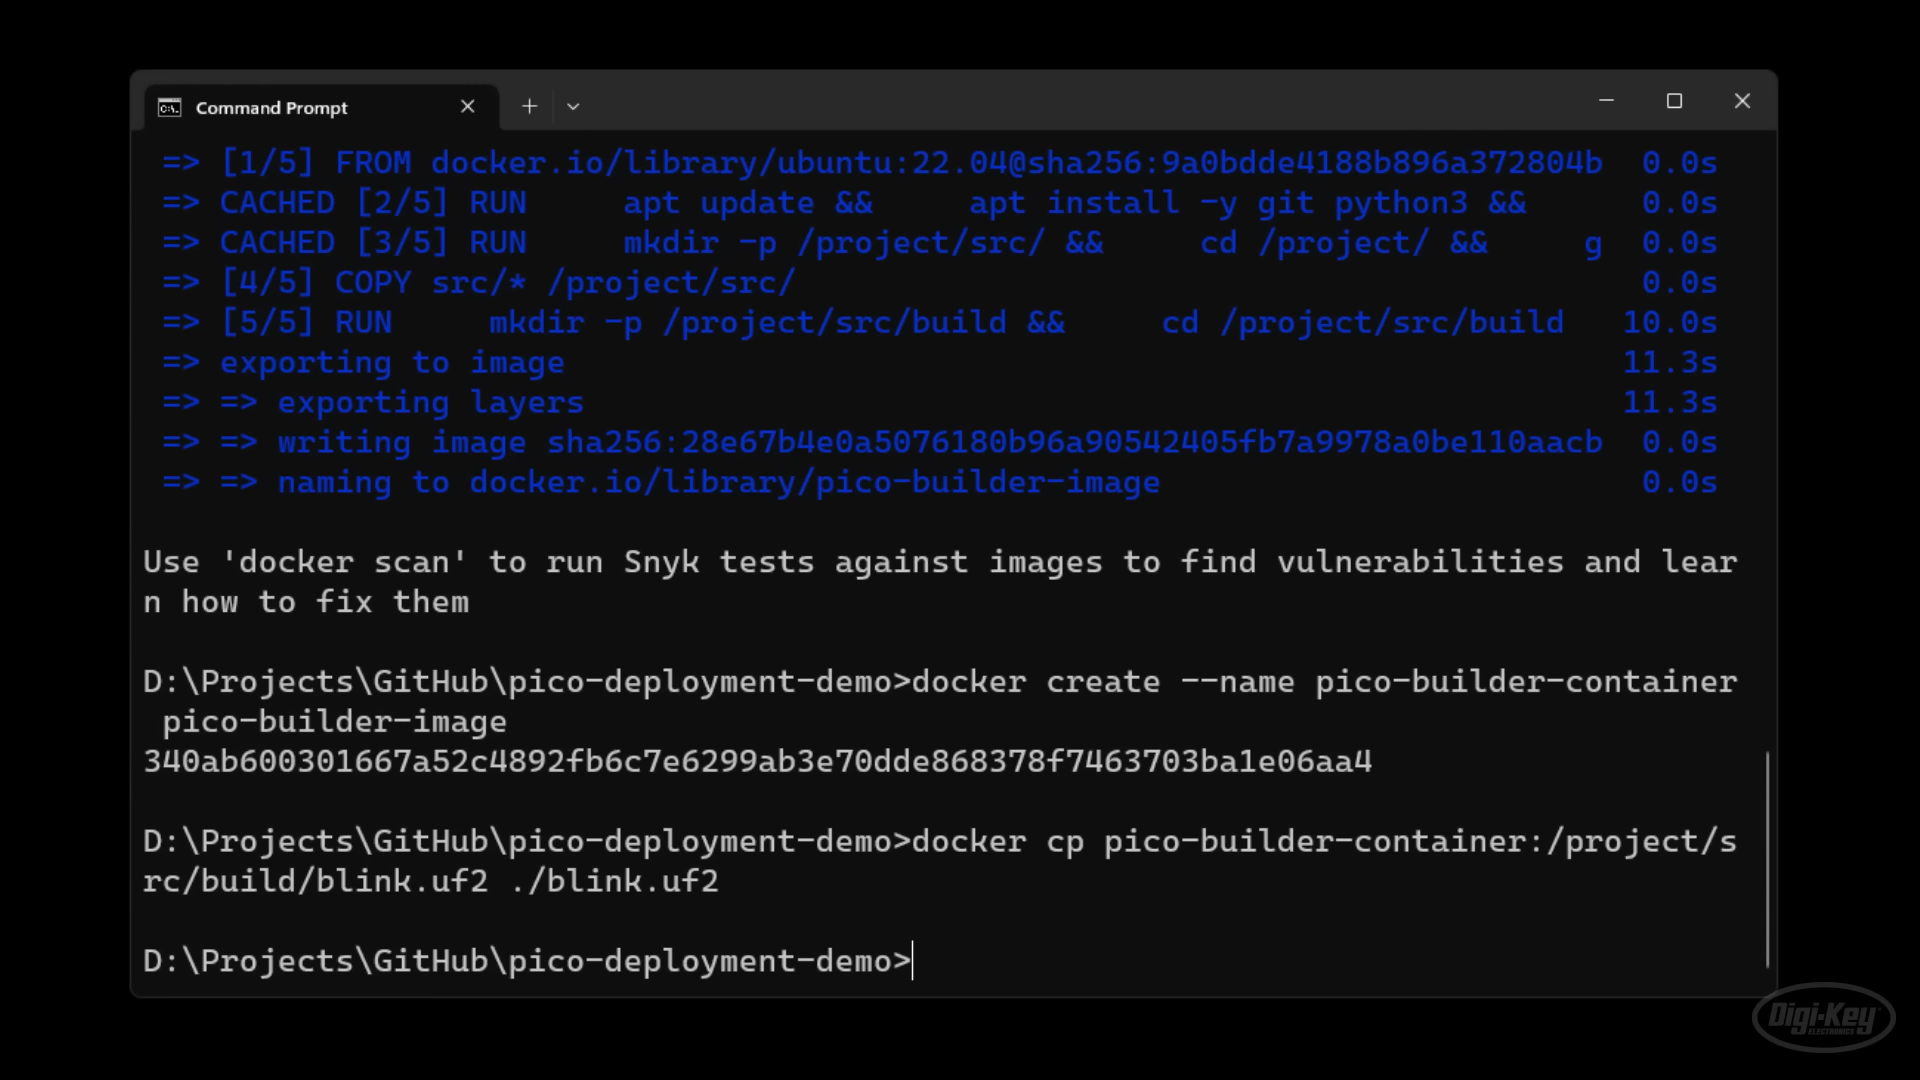 Command Prompt
=> [1/5] FROM docker.io/library/ubuntu:22.04@sha256:9a0bdde4188b896a372804b 0.0s
=> CACHED [2/5] RUN     apt update &&     apt install -y git python3 &&     0.0s
=> CACHED [3/5] RUN     mkdir -p /project/src/ &&     cd /project/ &&     g 0.0s
=> [4/5] COPY src/* /project/src/ 0.0s
=> [5/5] RUN     mkdir -p /project/src/build &&     cd /project/src/build 10.0s
=> exporting to image 11.3s
=> => exporting layers 11.3s
=> => writing image sha256:28e67b4e0a5076180b96a90542405fb7a9978a0be110aacb 0.0s
=> => naming to docker.io/library/pico-builder-image 0.0s
Use 'docker scan' to run Snyk tests against images to find vulnerabilities and lear
n how to fix them
D:\Projects\GitHub\pico-deployment-demo>docker create --name pico-builder-container
pico-builder-image
340ab600301667a52c4892fb6c7e6299ab3e70dde868378f7463703ba1e06aa4
D:\Projects\GitHub\pico-deployment-demo>docker cp pico-builder-container:/project/s
rc/build/blink.uf2 ./blink.uf2
D:\Projects\GitHub\pico-deployment-demo>
Digi-Key
ELECTRONICS